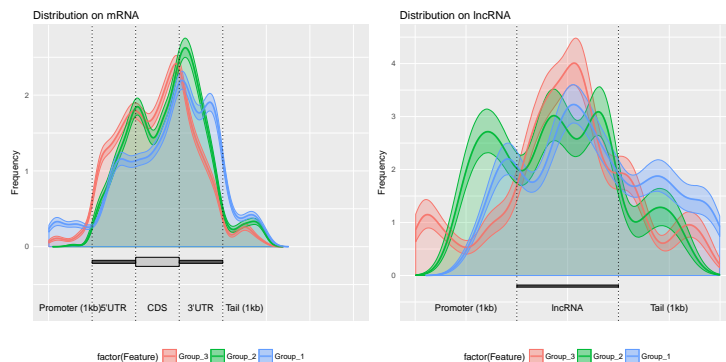 Distribution on mRNA
Frequency
2
1
0
Promoter (1kb) 5'UTR CDS 3'UTR Tail (1kb)
factor(Feature) Group_3 Group_2 Group_1
Distribution on lncRNA
Frequency
4
3
2
1
0
Promoter (1kb) lncRNA Tail (1kb)
factor(Feature) Group_3 Group_2 Group_1